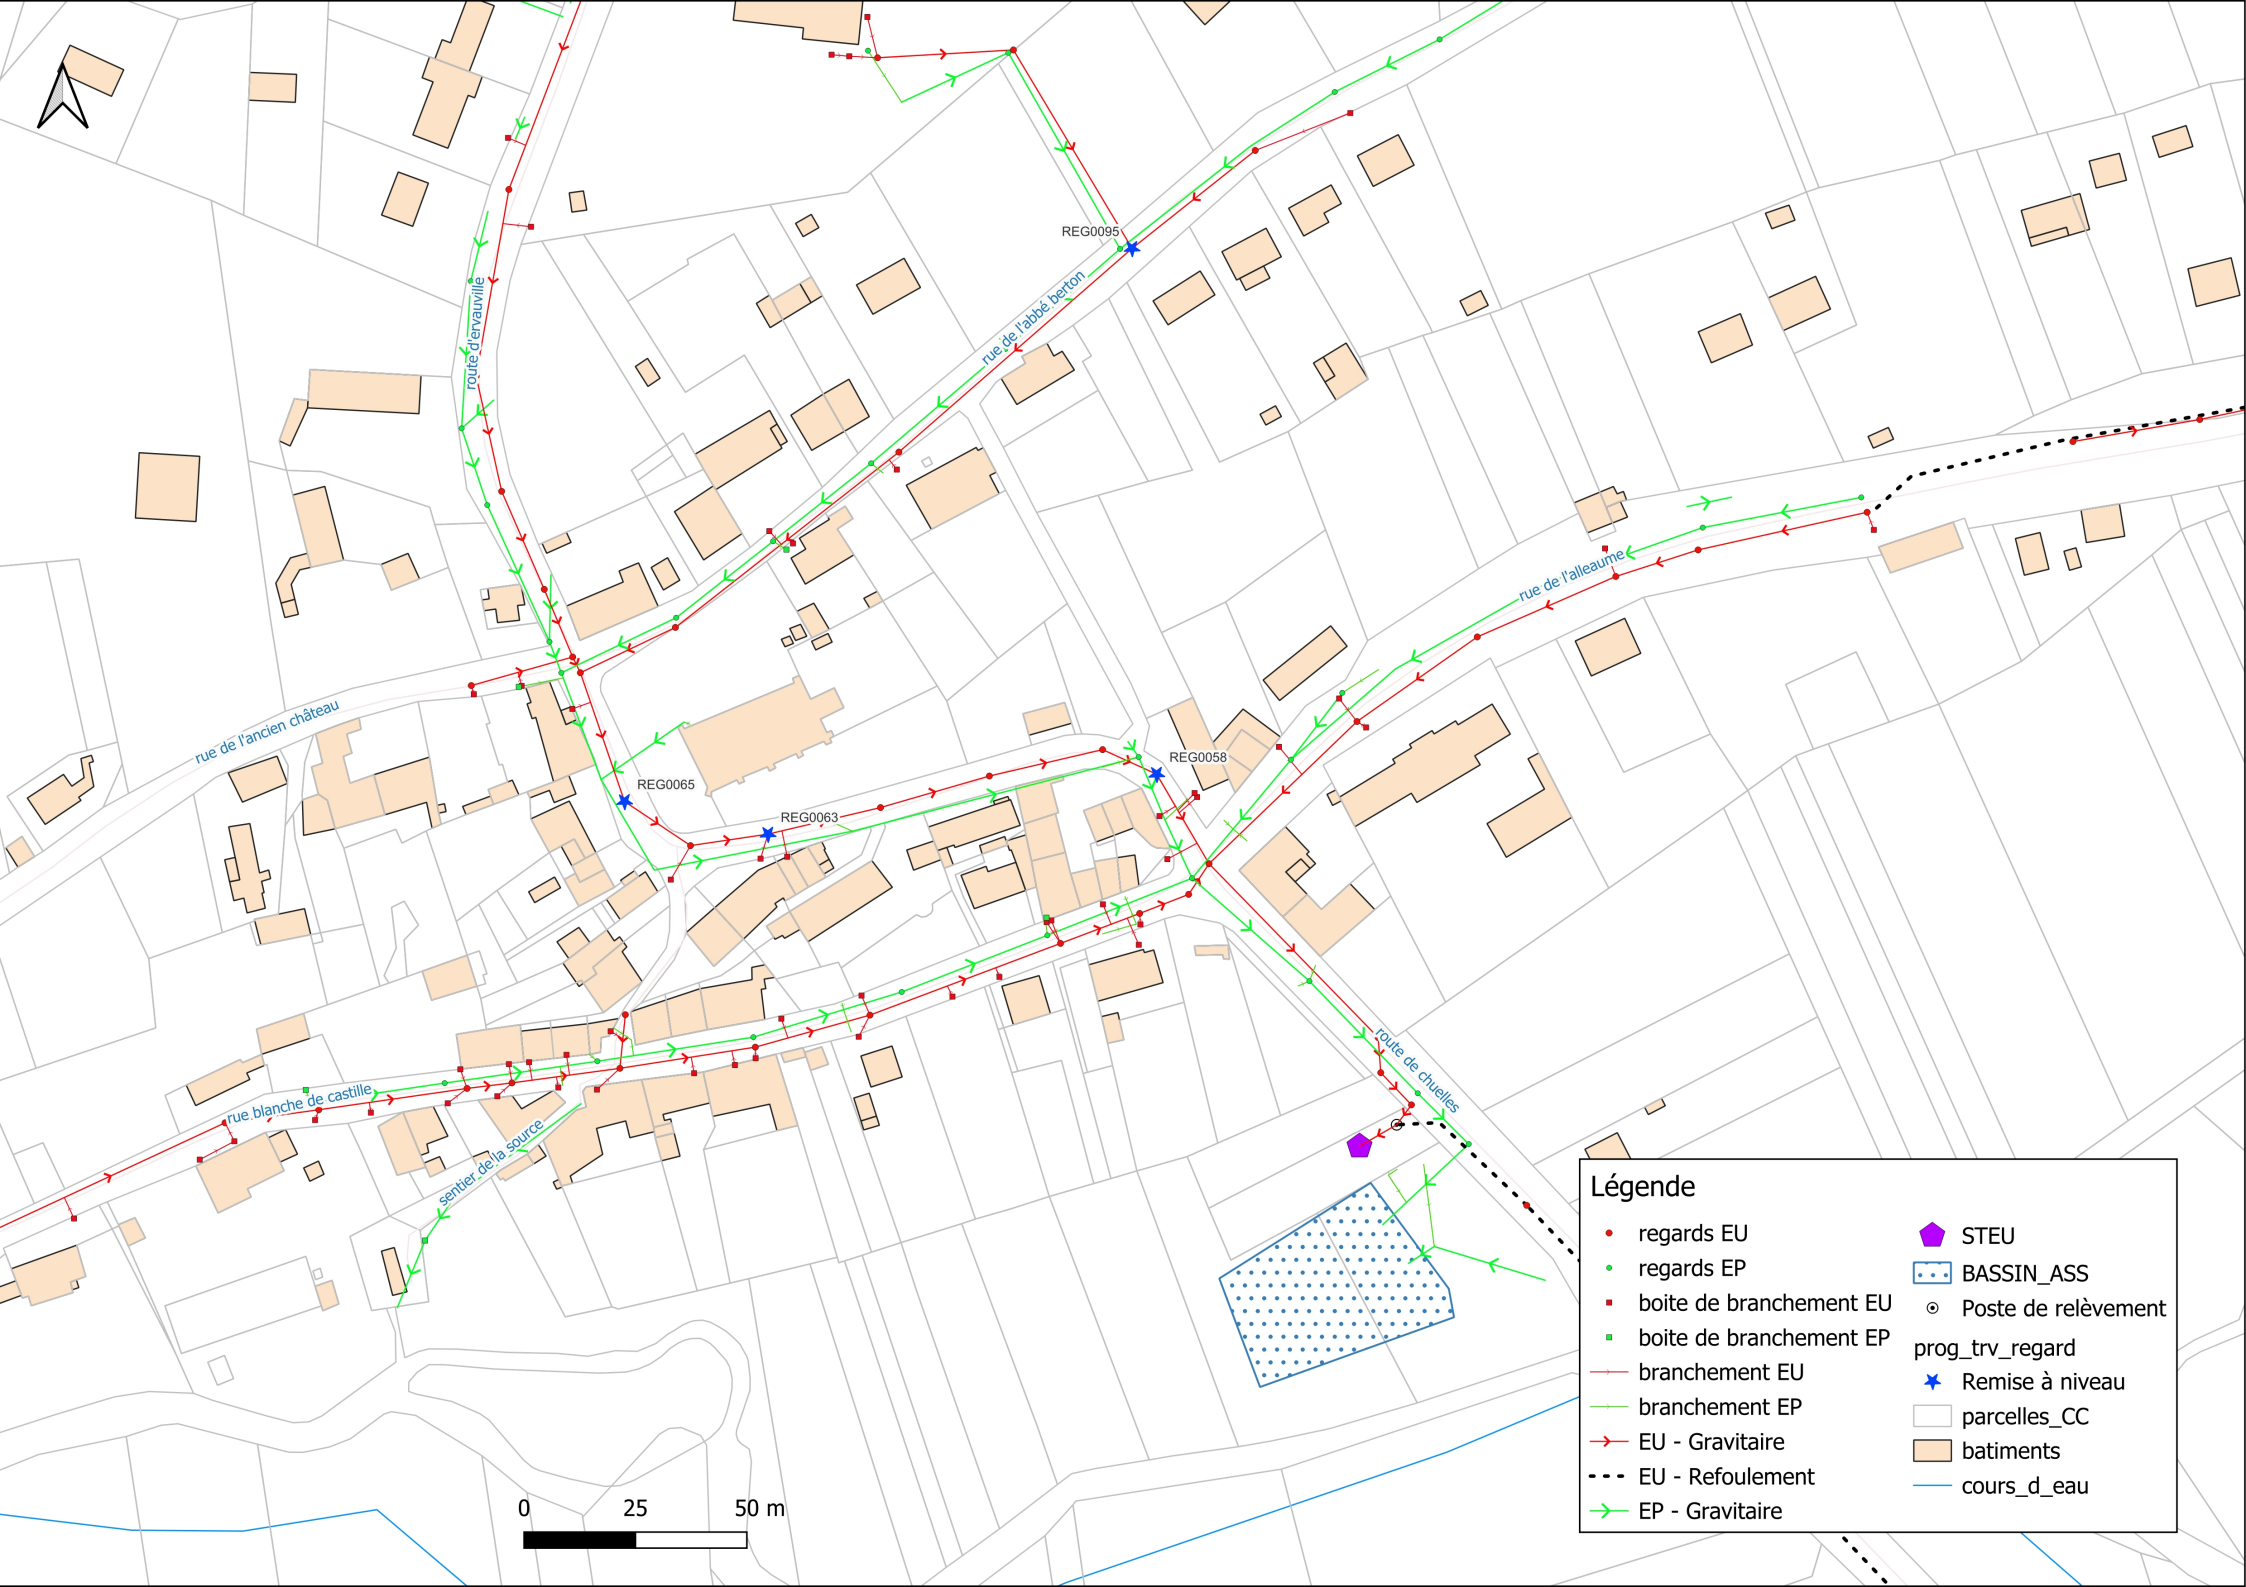 REG0095
route d'ervauville
rue de l'abbé berton
rue de l'alleaume
rue de l'ancien château
REG0058
REG0065
REG0063
route de chuelles
rue blanche de castille
sentier de la source
Légende
regards EU
regards EP
boite de branchement EU
boite de branchement EP
branchement EU
branchement EP
EU - Gravitaire
EU - Refoulement
EP - Gravitaire
STEU
BASSIN_ASS
Poste de relèvement
prog_trv_regard
Remise à niveau
parcelles_CC
batiments
cours_d_eau
0 25 50 m